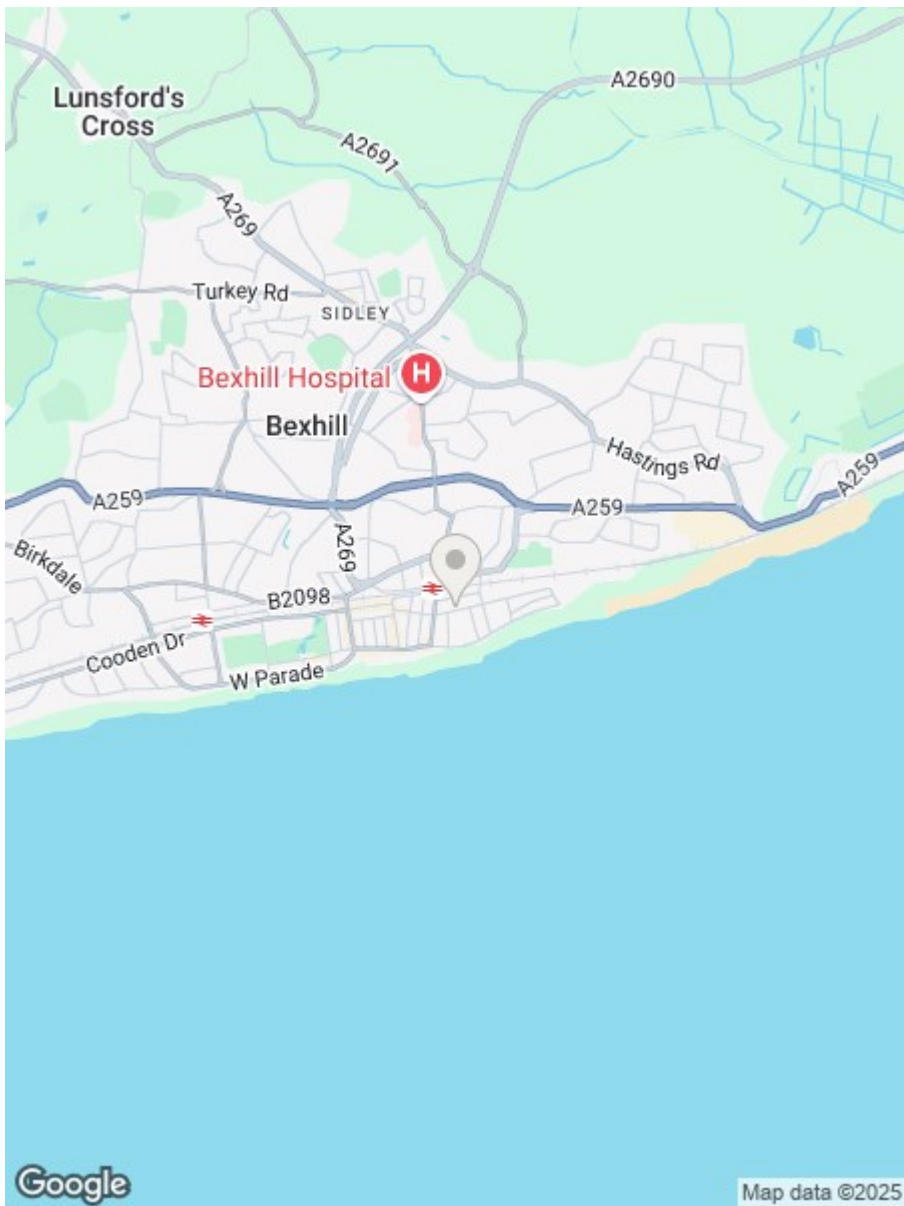 A2690
Lunsford's
Cross
A2691
A269
Turkey Rd
SIDLEY
Bexhill Hospital
H
Bexhill
Hastings Rd
A259
A259
A259
A269
Birkdale
B2098
Cooden Dr
W Parade
Google
Map data ©2025